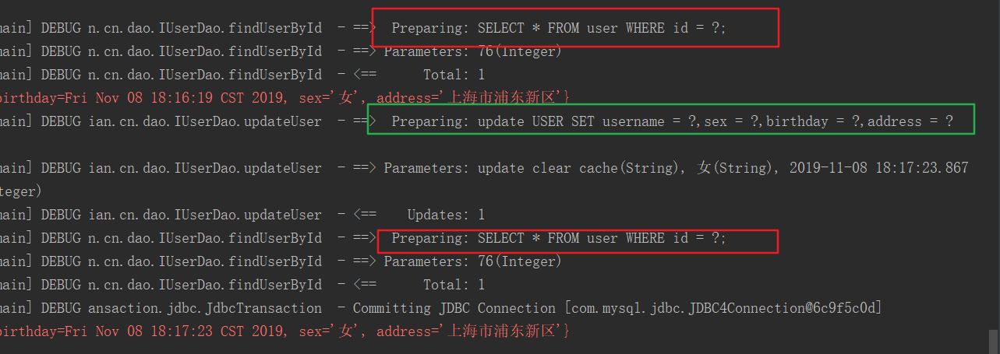 main] DEBUG n.cn.dao.IUserDao.findUserById - ==> Preparing: SELECT * FROM user WHERE id = ?;
main] DEBUG n.cn.dao.IUserDao.findUserById - ==> Parameters: 76(Integer)
main] DEBUG n.cn.dao.IUserDao.findUserById - <== Total: 1
birthday=Fri Nov 08 18:16:19 CST 2019, sex='女', address='上海市浦东新区'}
main] DEBUG ian.cn.dao.IUserDao.updateUser - ==> Preparing: update USER SET username = ?,sex = ?,birthday = ?,address = ?
main] DEBUG ian.cn.dao.IUserDao.updateUser - ==> Parameters: update clear cache(String), 女(String), 2019-11-08 18:17:23.867
teger)
main] DEBUG ian.cn.dao.IUserDao.updateUser - <== Updates: 1
main] DEBUG n.cn.dao.IUserDao.findUserById - ==> Preparing: SELECT * FROM user WHERE id = ?;
main] DEBUG n.cn.dao.IUserDao.findUserById - ==> Parameters: 76(Integer)
main] DEBUG n.cn.dao.IUserDao.findUserById - <== Total: 1
main] DEBUG ansaction.jdbc.JdbcTransaction - Committing JDBC Connection [com.mysql.jdbc.JDBC4Connection@6c9f5c0d]
birthday=Fri Nov 08 18:17:23 CST 2019, sex='女', address='上海市浦东新区'}